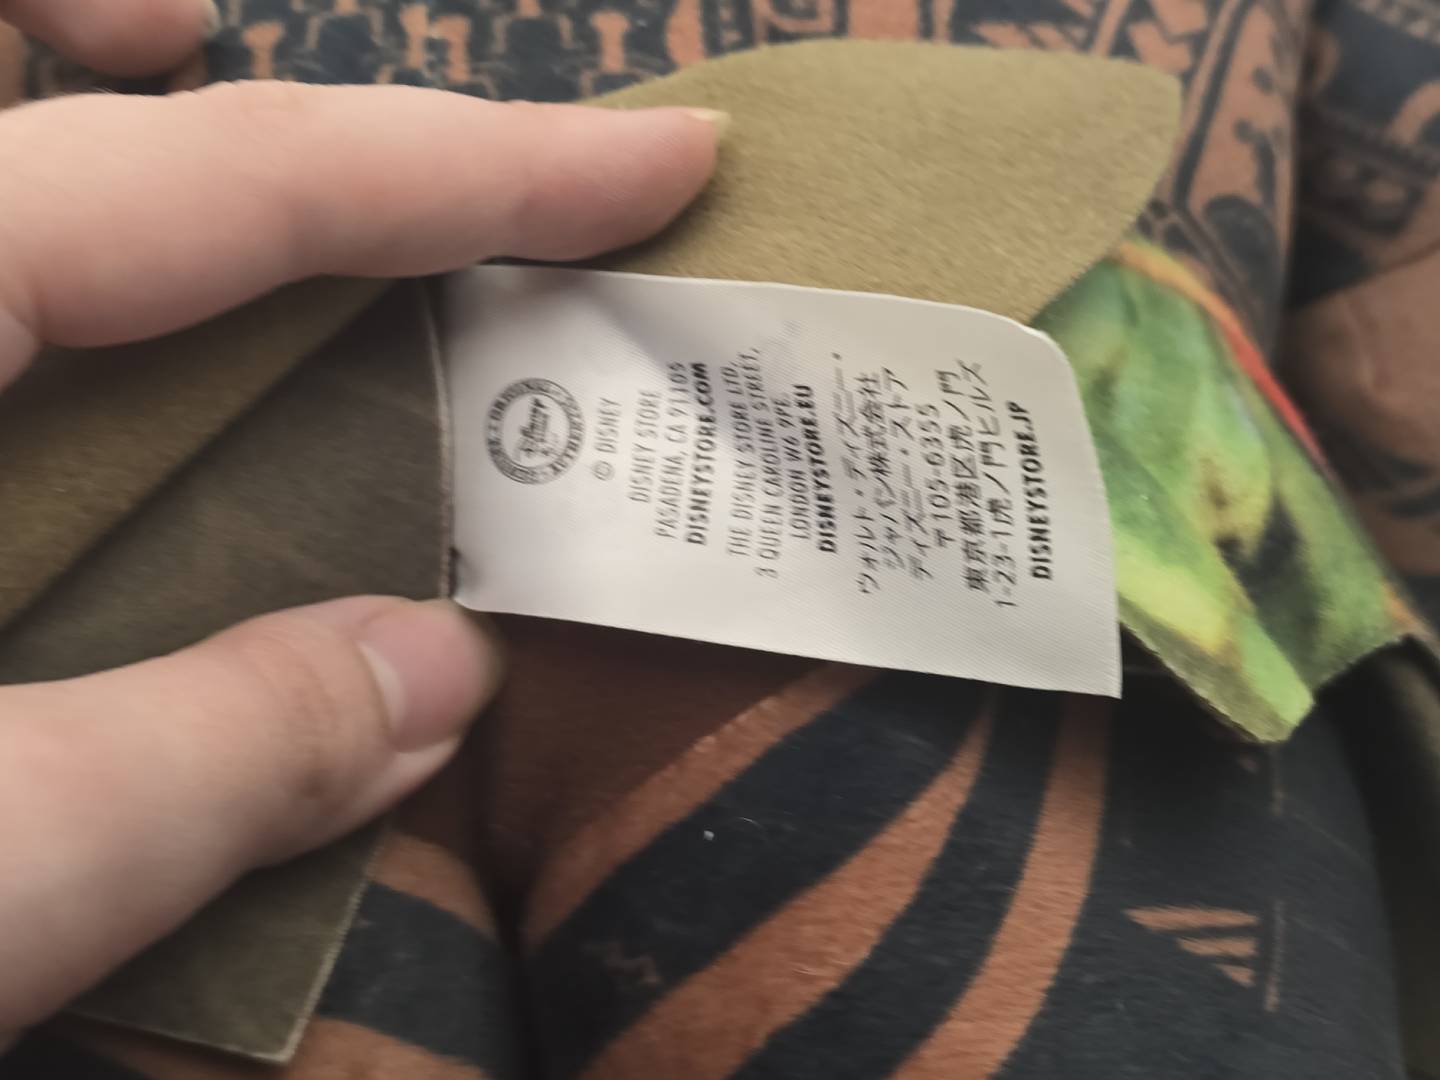 Disney
© DISNEY
DISNEY STORE
PASADENA, CA 91105
DISNEYSTORE.COM
THE DISNEY STORE LTD.
3 QUEEN CAROLINE STREET,
LONDON W6 9PE
DISNEYSTORE.EU
ウォルト・ディズニー・
ジャパン株式会社
ディズニー・ストア
〒105-6355
東京都港区虎ノ門
1-23-1虎ノ門ヒルズ
DISNEYSTORE.JP